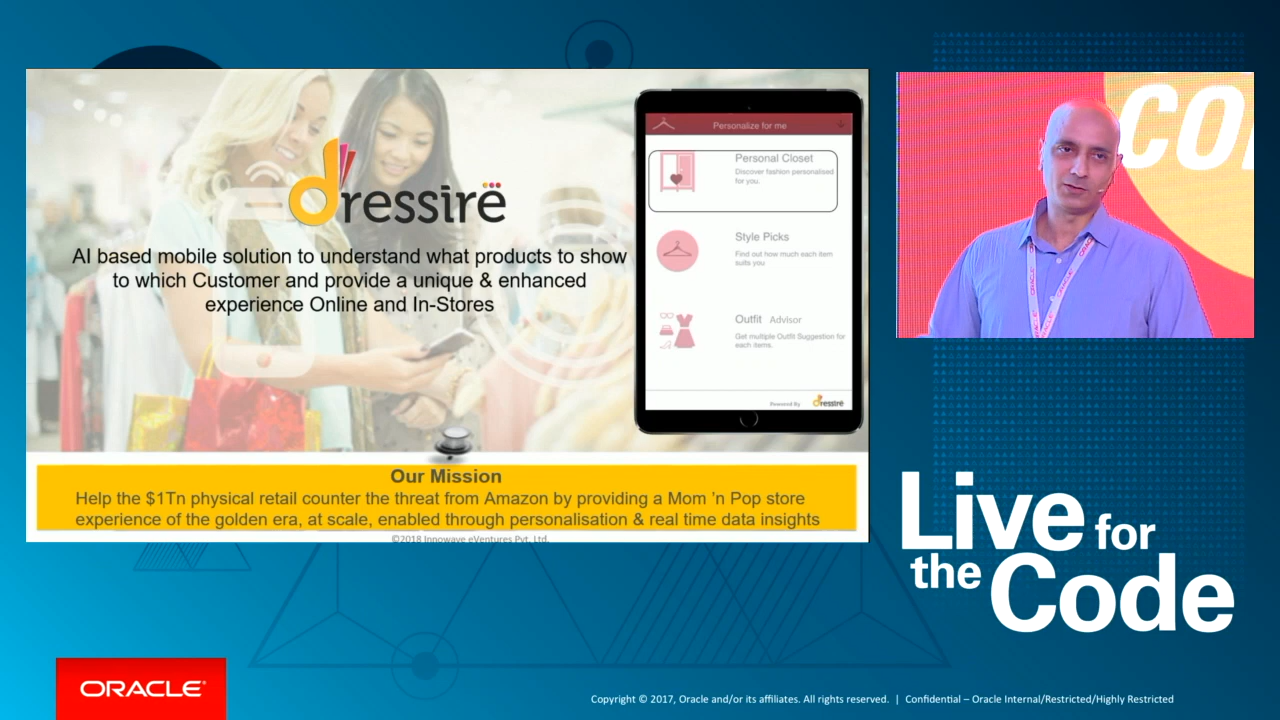 dressirë
AI based mobile solution to understand what products to show
to which Customer and provide a unique & enhanced
experience Online and In-Stores
Personalize for me
Personal Closet
Discover fashion personalised
for you.
Style Picks
Find out how much each item
suits you
Outfit Advisor
Get multiple Outfit Suggestion for
each items.
Powered By dressirë
Our Mission
Help the $1Tn physical retail counter the threat from Amazon by providing a Mom 'n Pop store
experience of the golden era, at scale, enabled through personalisation & real time data insights
©2018 Innowave eVentures Pvt. Ltd.
CO
ORACLE
Live for
the Code
ORACLE
Copyright © 2017, Oracle and/or its affiliates. All rights reserved. | Confidential – Oracle Internal/Restricted/Highly Restricted